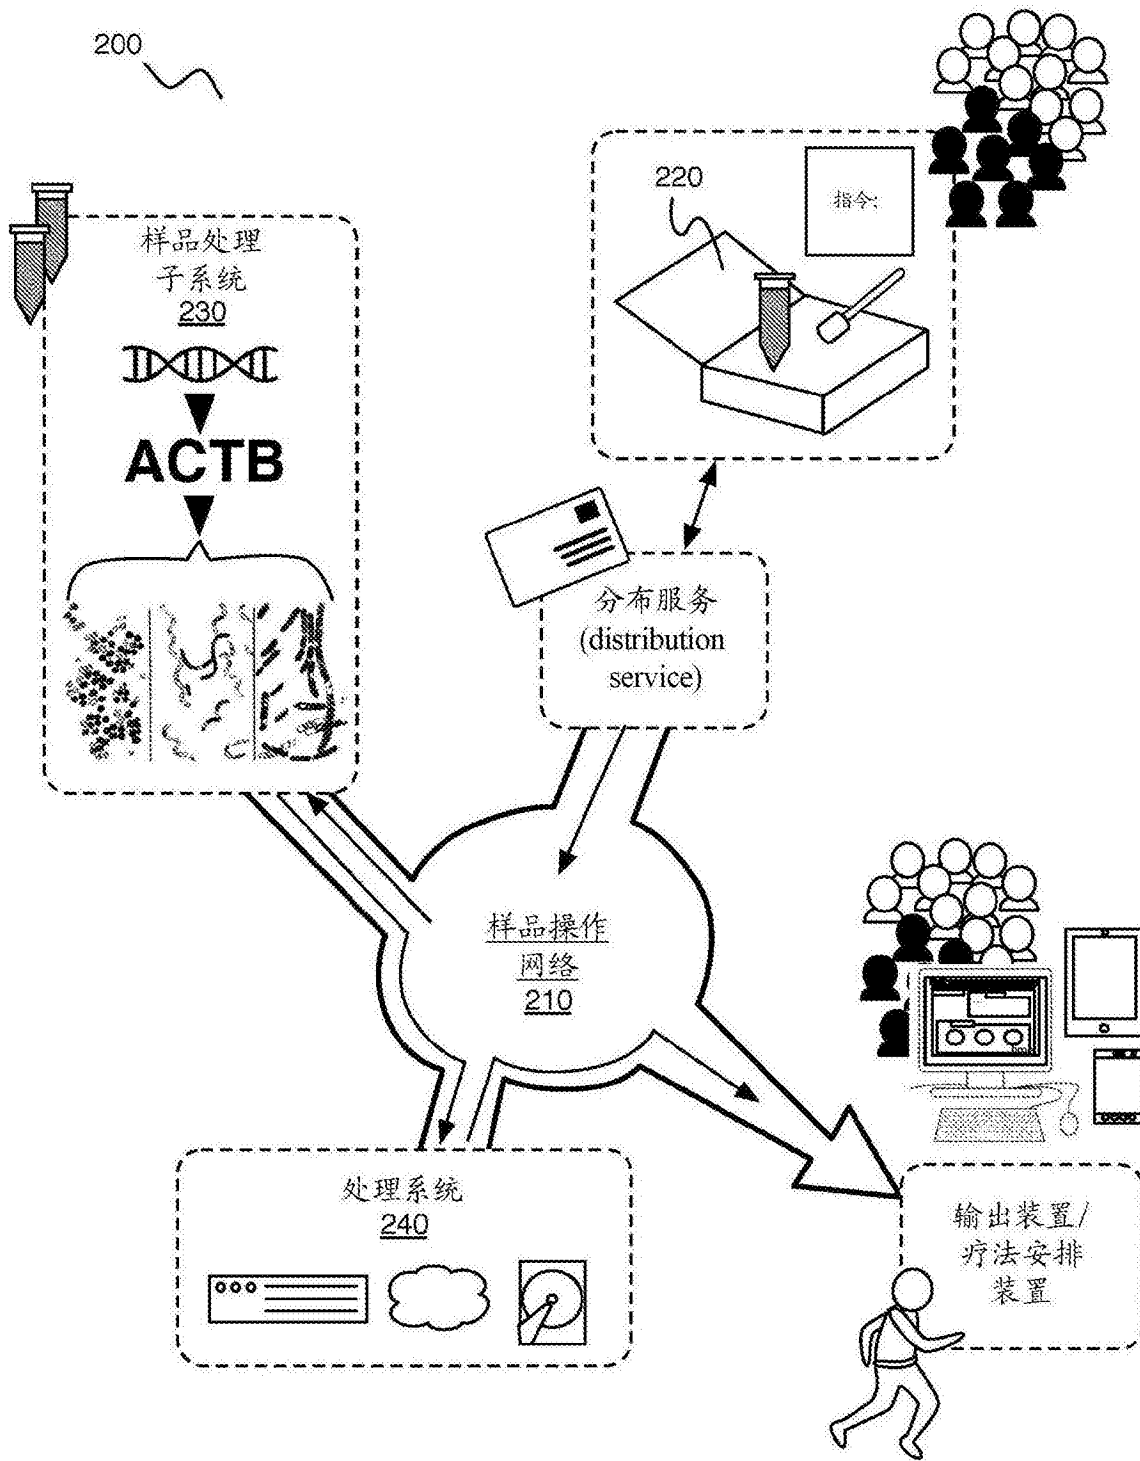 200
220
指令:
样品处理
子系统
230
ACTB
分布服务
(distribution
service)
样品操作
网络
210
处理系统
240
输出装置/
疗法安排
装置